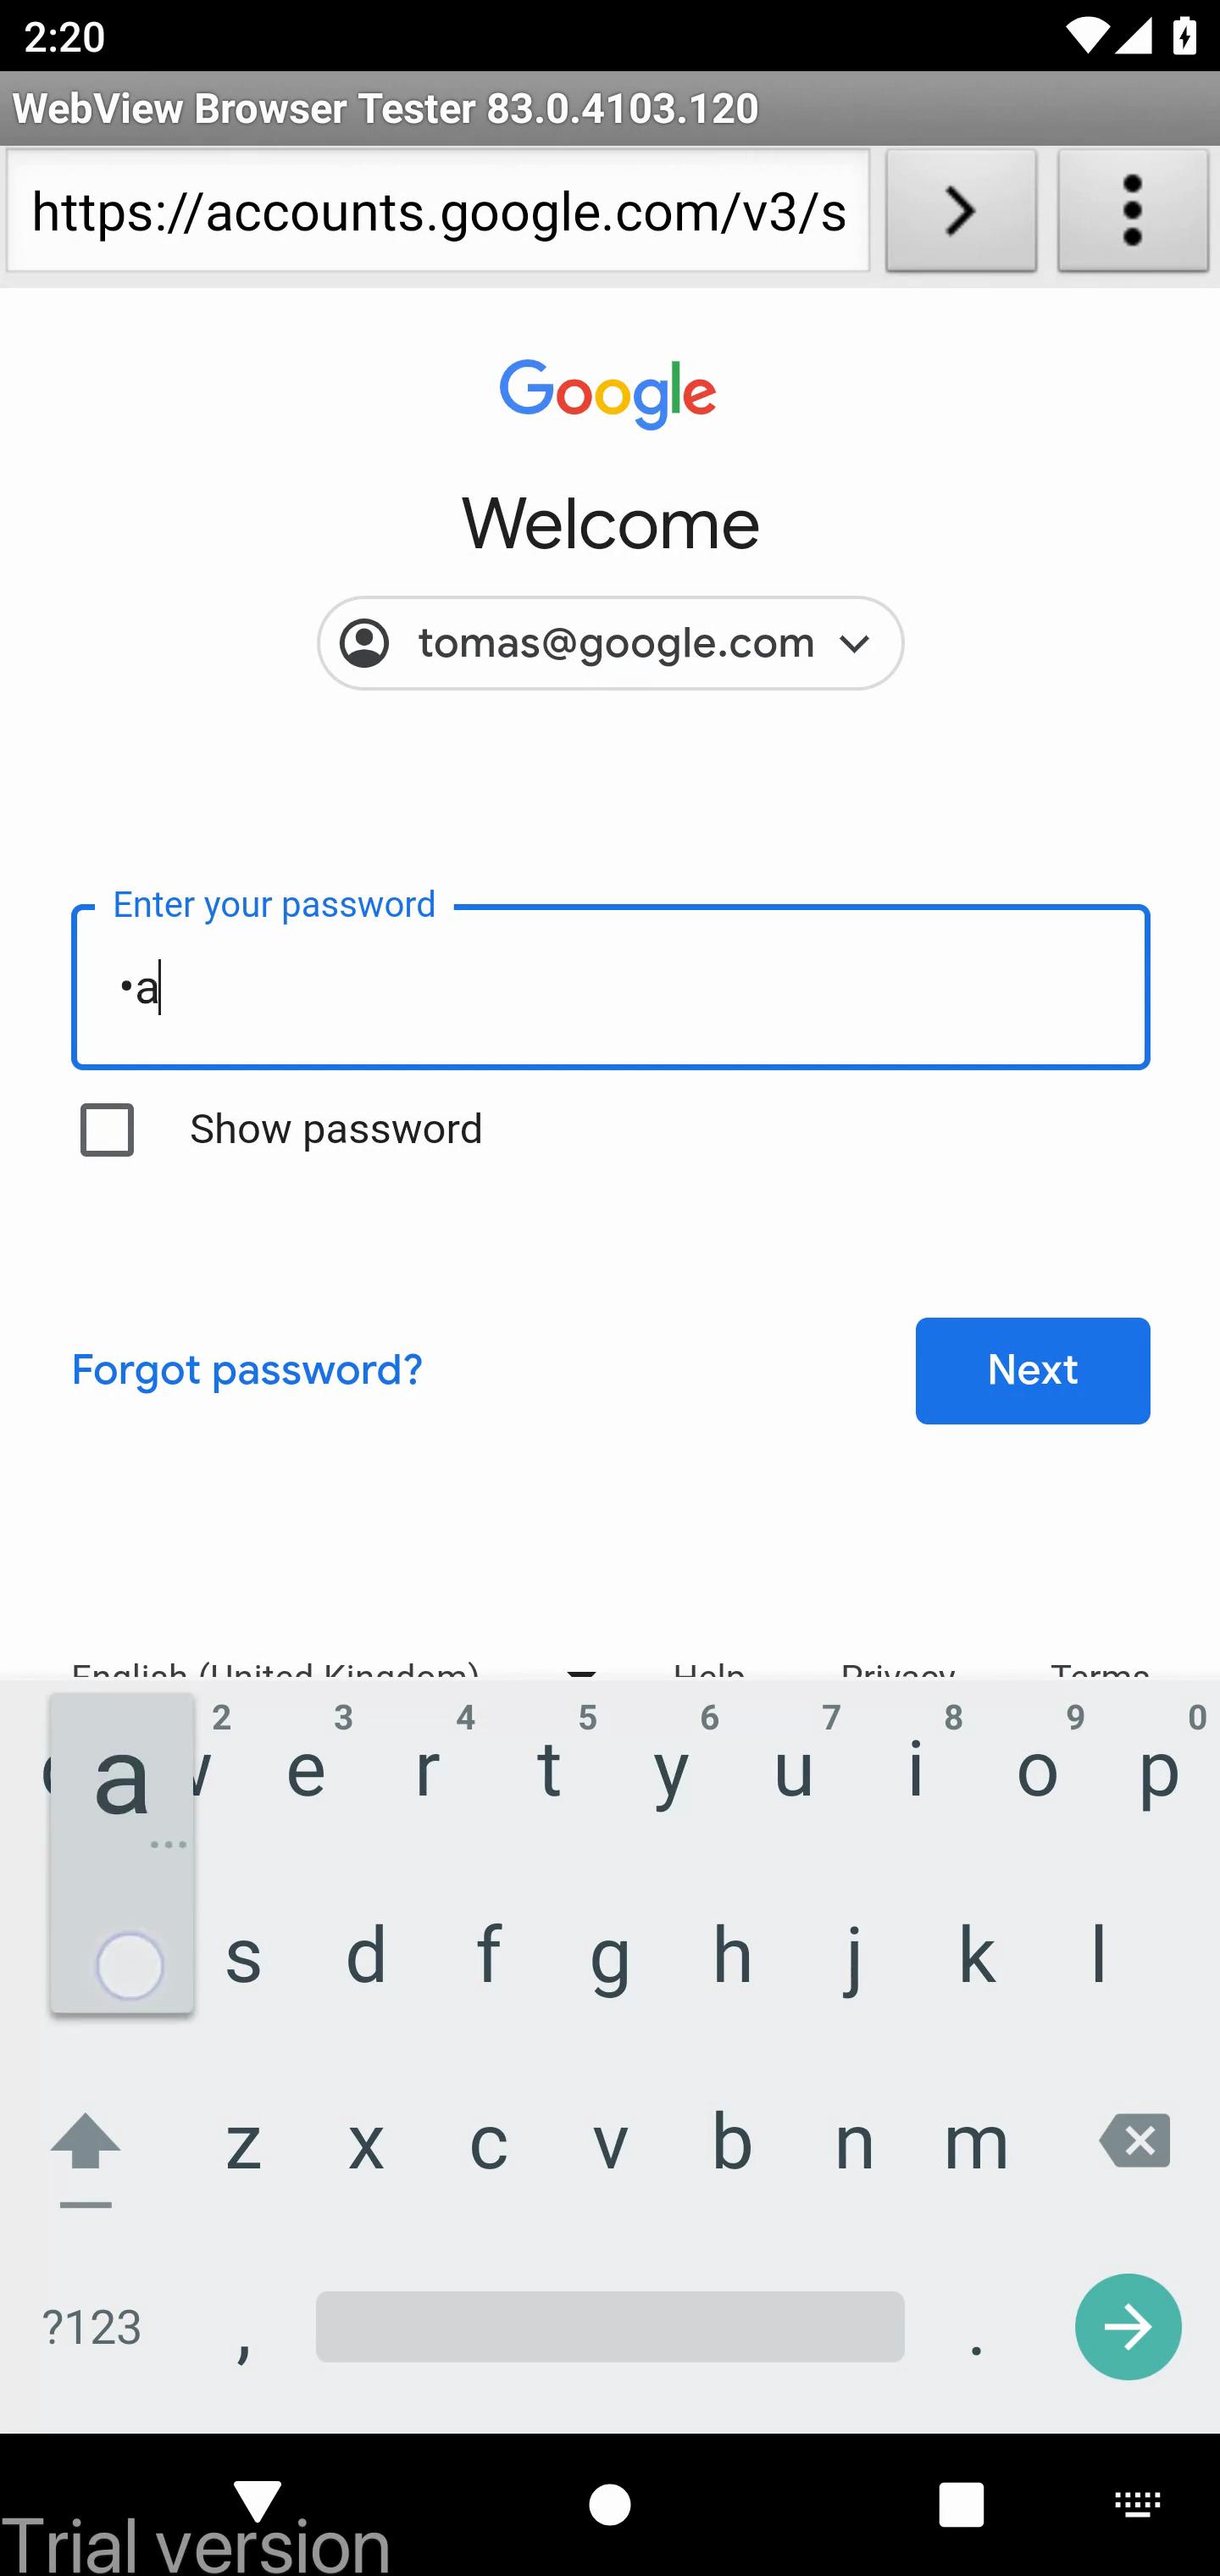 2:20
WebView Browser Tester 83.0.4103.120
https://accounts.google.com/v3/s
Google
Welcome
tomas@google.com
Enter your password
•a
Show password
Forgot password?
Next
English (United Kingdom) Help Privacy Terms
2 3 4 5 6 7 8 9 0
a e r t y u i o p
s d f g h j k l
z x c v b n m
?123 , .
Trial version